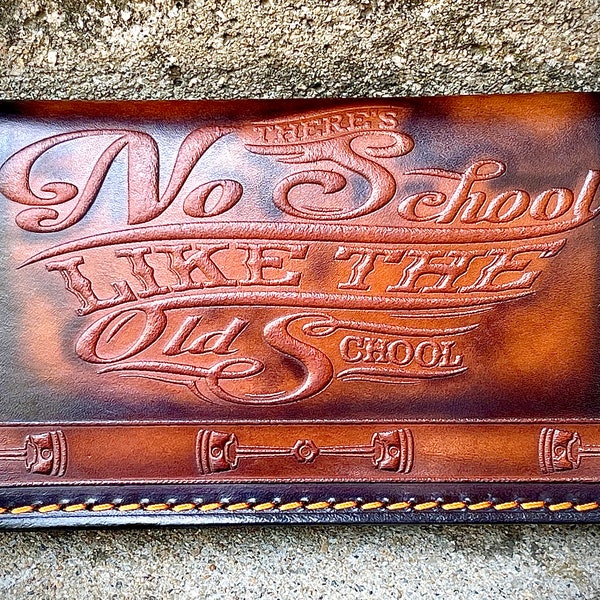 THERE'S
No School
LIKE THE
Old SCHOOL